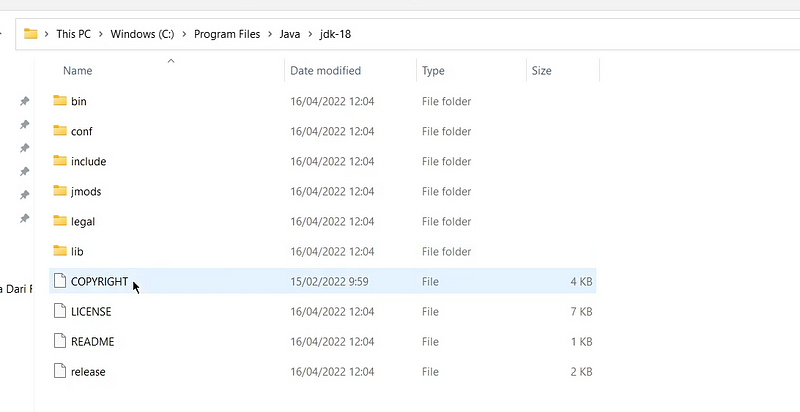 This PC > Windows (C:) > Program Files > Java > jdk-18
Name Date modified Type Size
bin 16/04/2022 12:04 File folder
conf 16/04/2022 12:04 File folder
include 16/04/2022 12:04 File folder
jmods 16/04/2022 12:04 File folder
legal 16/04/2022 12:04 File folder
lib 16/04/2022 12:04 File folder
COPYRIGHT 15/02/2022 9:59 File 4 KB
a Dari F
LICENSE 16/04/2022 12:04 File 7 KB
README 16/04/2022 12:04 File 1 KB
release 16/04/2022 12:04 File 2 KB